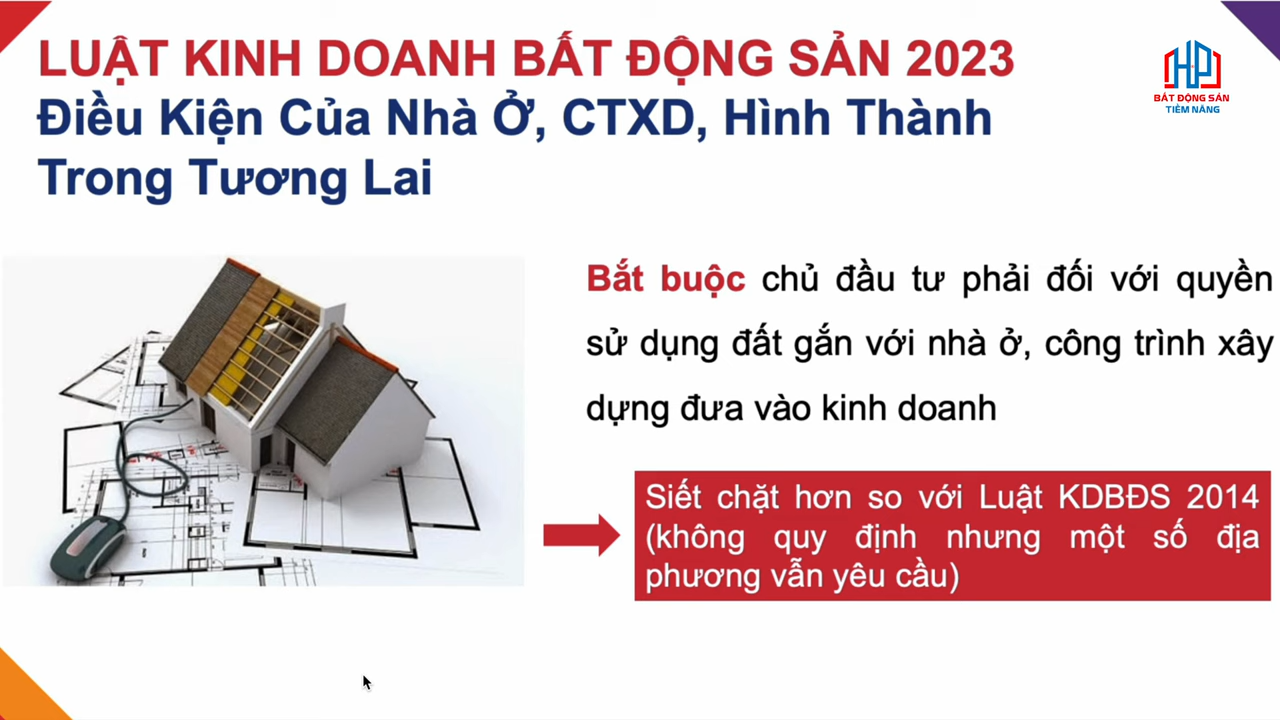 LUẬT KINH DOANH BẤT ĐỘNG SẢN 2023
Điều Kiện Của Nhà Ở, CTXD, Hình Thành
Trong Tương Lai
HP
BẤT ĐỘNG SẢN
TIỀM NĂNG
Bắt buộc chủ đầu tư phải đối với quyền
sử dụng đất gắn với nhà ở, công trình xây
dựng đưa vào kinh doanh
Siết chặt hơn so với Luật KDBĐS 2014
(không quy định nhưng một số địa
phương vẫn yêu cầu)